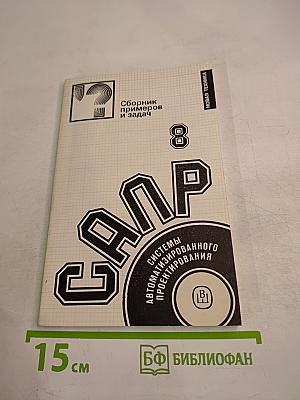 "?
Сборник
примеров
и задач
НОВАЯ ТЕХНИКА
8
САПР
СИСТЕМЫ
АВТОМАТИЗИРОВАННОГО
ПРОЕКТИРОВАНИЯ
15 см
БФ БИБЛИОФАН